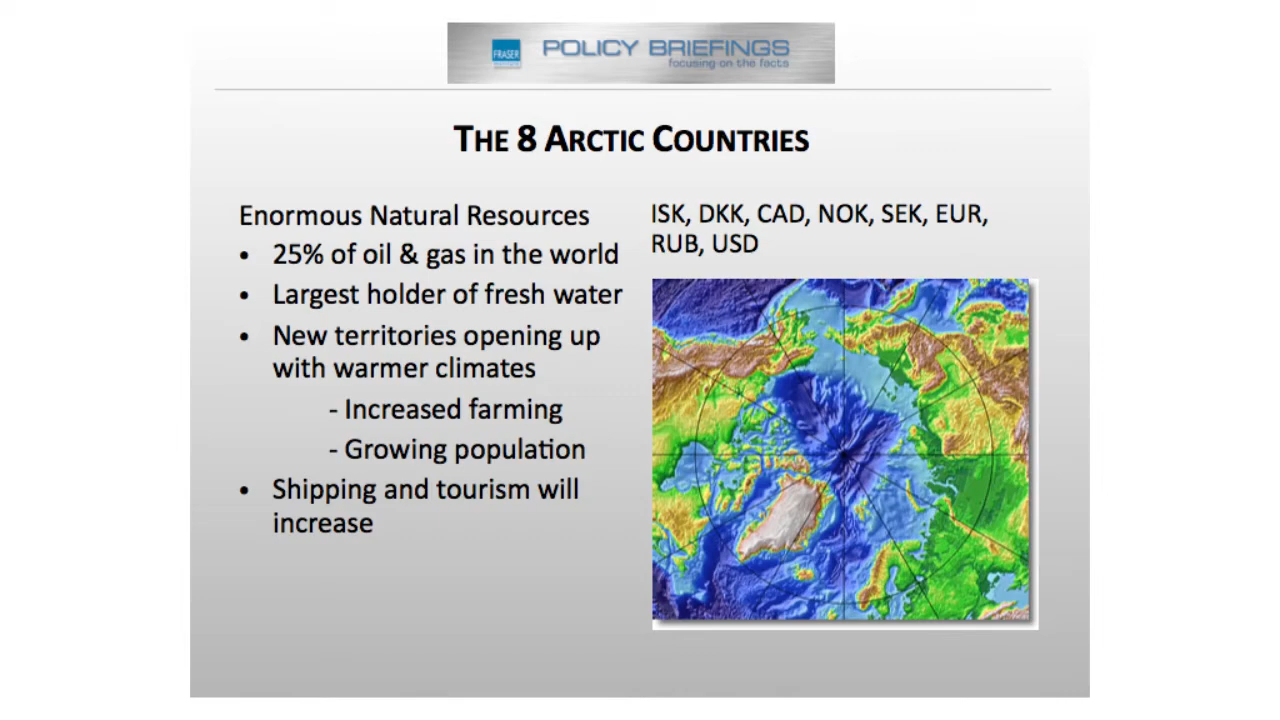 FRASER
POLICY BRIEFINGS
focusing on the facts
THE 8 ARCTIC COUNTRIES
Enormous Natural Resources
• 25% of oil & gas in the world
• Largest holder of fresh water
• New territories opening up
with warmer climates
- Increased farming
- Growing population
• Shipping and tourism will
increase
ISK, DKK, CAD, NOK, SEK, EUR,
RUB, USD